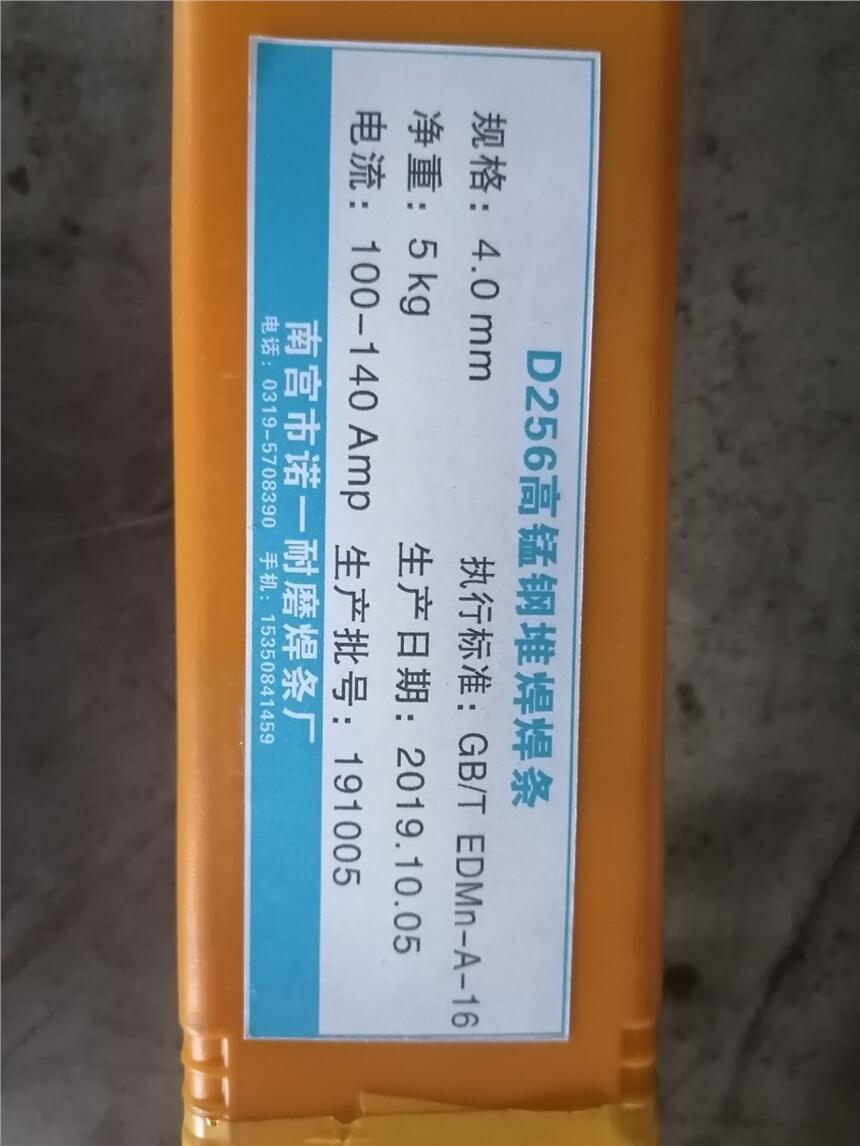 D256高锰钢堆焊焊条
规格：4.0 mm 执行标准：GB/T EDMn-A-16
净重：5 kg 生产日期：2019.10.05
电流：100-140 Amp 生产批号：191005
南宫市诺一耐磨焊条厂
电话：0319-5708390 手机：15350841459